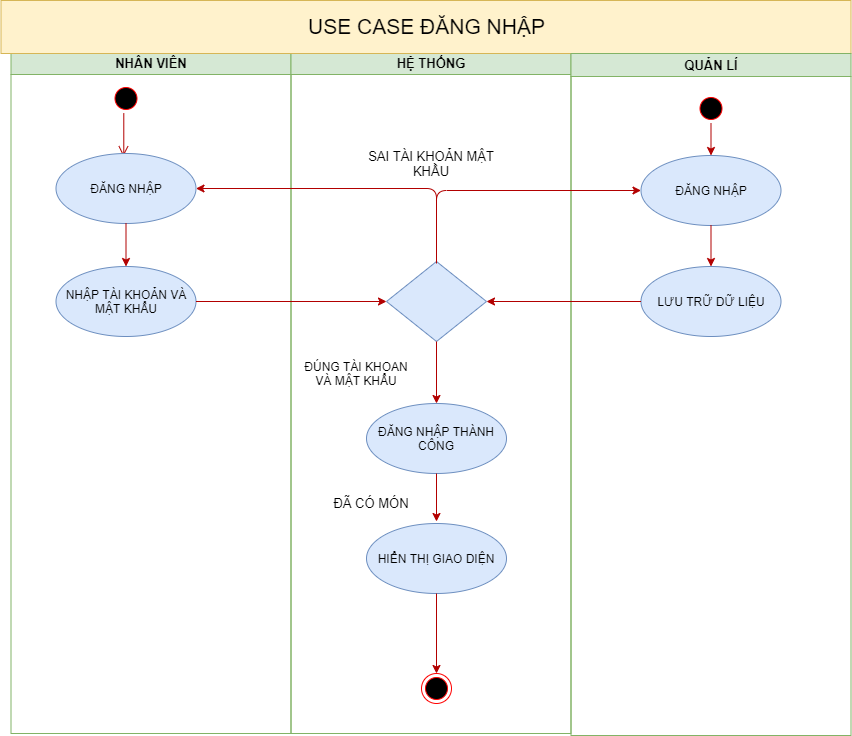 USE CASE ĐĂNG NHẬP
NHÂN VIÊN
HỆ THỐNG
QUẢN LÍ
SAI TÀI KHOẢN MẬT
KHẨU
ĐĂNG NHẬP
ĐĂNG NHẬP
NHẬP TÀI KHOẢN VÀ
MẬT KHẨU
LƯU TRỮ DỮ LIỆU
ĐÚNG TÀI KHOAN
VÀ MẬT KHẨU
ĐĂNG NHẬP THÀNH
CÔNG
ĐÃ CÓ MÓN
HIỂN THỊ GIAO DIỆN